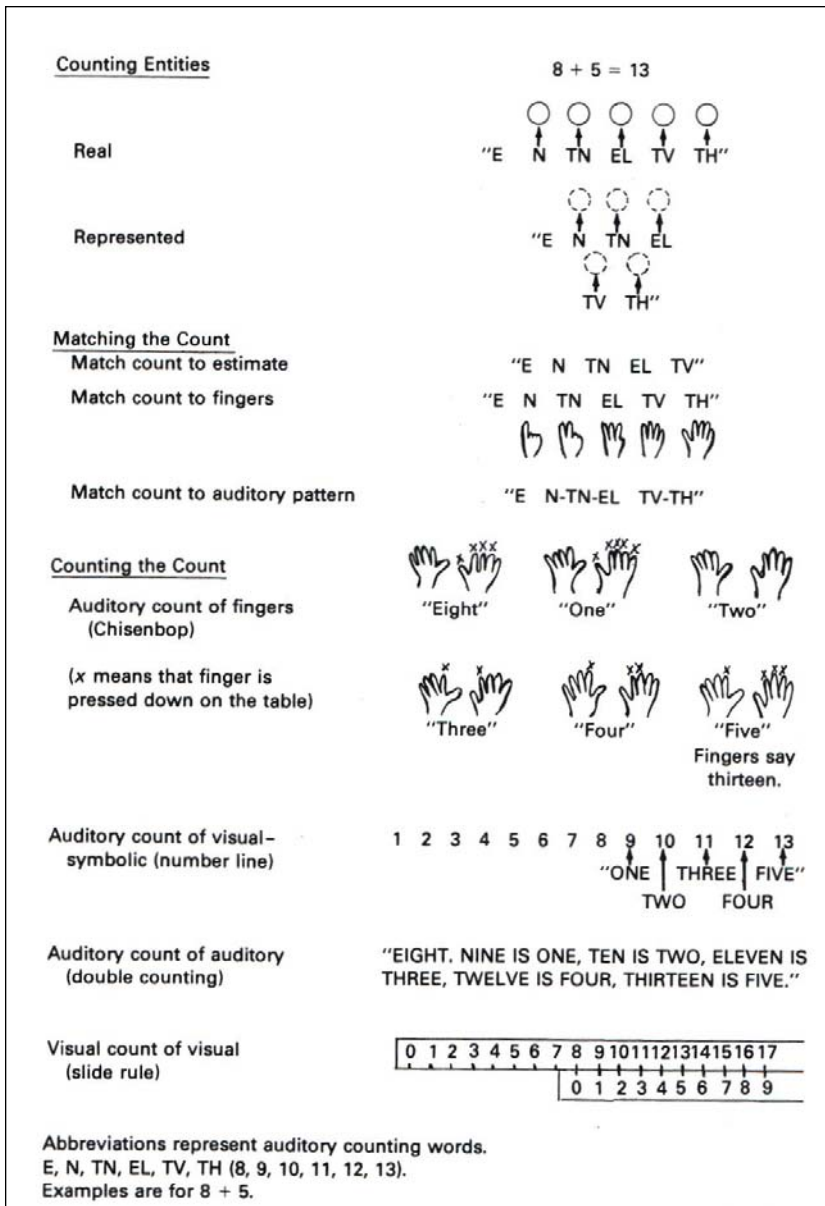 Counting Entities
8 + 5 = 13
Real
"E N TN EL TV TH"
Represented
"E N TN EL
TV TH"
Matching the Count
Match count to estimate
"E N TN EL TV"
Match count to fingers
"E N TN EL TV TH"
Match count to auditory pattern
"E N-TN-EL TV-TH"
Counting the Count
Auditory count of fingers
(Chisenbop)
x xxx
xxxx x
"Eight" "One" "Two"
(x means that finger is
pressed down on the table)
x x
x xx
x xxx
"Three" "Four" "Five"
Fingers say
thirteen.
Auditory count of visual-
symbolic (number line)
1 2 3 4 5 6 7 8 9 10 11 12 13
"ONE THREE FIVE"
TWO FOUR
Auditory count of auditory
(double counting)
"EIGHT. NINE IS ONE, TEN IS TWO, ELEVEN IS
THREE, TWELVE IS FOUR, THIRTEEN IS FIVE."
Visual count of visual
(slide rule)
0 1 2 3 4 5 6 7 8 9 10 11 12 13 14 15 16 17
0 1 2 3 4 5 6 7 8 9
Abbreviations represent auditory counting words.
E, N, TN, EL, TV, TH (8, 9, 10, 11, 12, 13).
Examples are for 8 + 5.